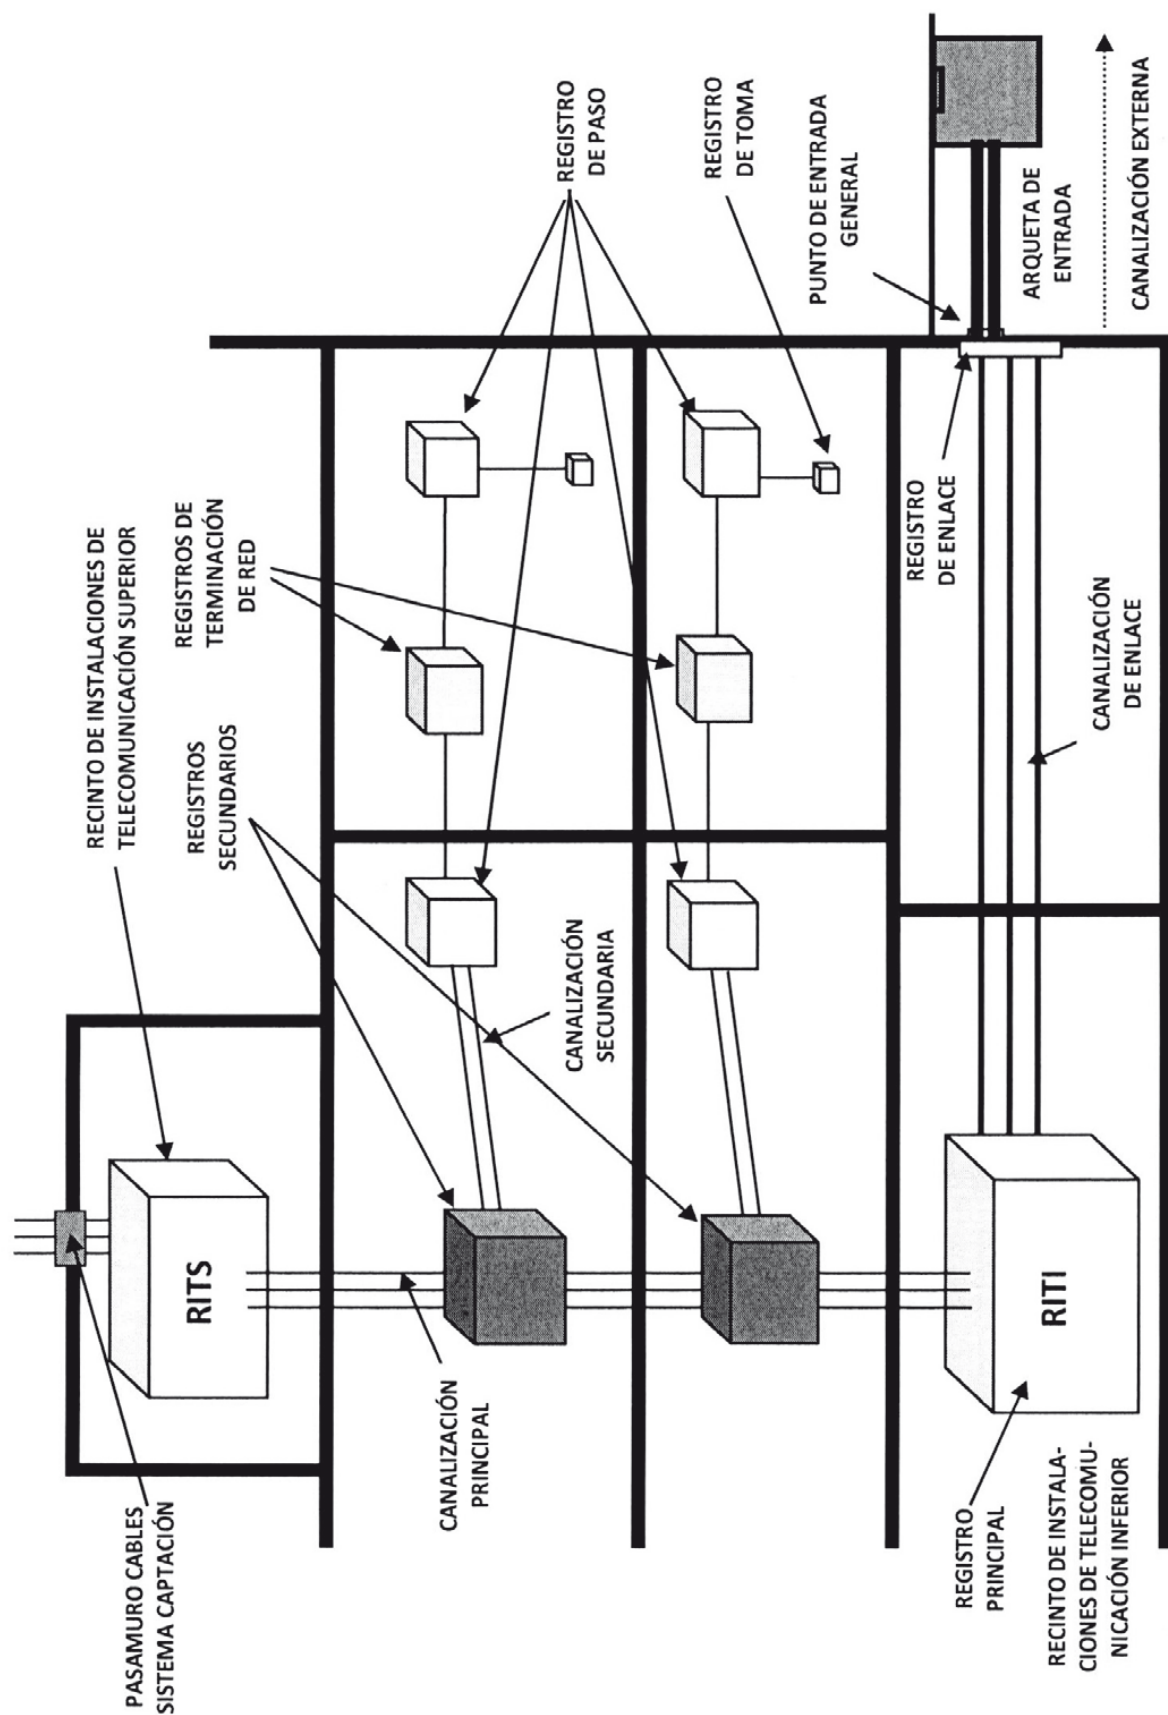 PASAMURO CABLES
SISTEMA CAPTACIÓN
RECINTO DE INSTALACIONES DE
TELECOMUNICACIÓN SUPERIOR
RITS
REGISTROS
SECUNDARIOS
REGISTROS DE
TERMINACIÓN
DE RED
REGISTRO
DE PASO
REGISTRO
DE TOMA
CANALIZACIÓN
PRINCIPAL
CANALIZACIÓN
SECUNDARIA
PUNTO DE ENTRADA
GENERAL
REGISTRO
DE ENLACE
ARQUETA DE
ENTRADA
CANALIZACIÓN EXTERNA
CANALIZACIÓN
DE ENLACE
RITI
REGISTRO
PRINCIPAL
RECINTO DE INSTALA-
CIONES DE TELECOMU-
NICACIÓN INFERIOR